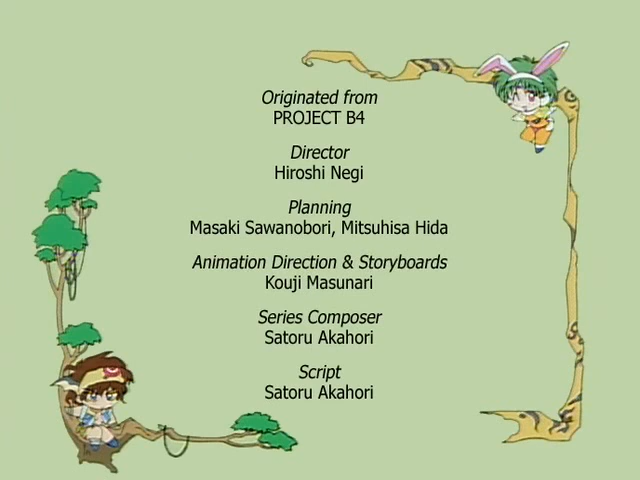 Originated from
PROJECT B4
Director
Hiroshi Negi
Planning
Masaki Sawanobori, Mitsuhisa Hida
Animation Direction & Storyboards
Kouji Masunari
Series Composer
Satoru Akahori
Script
Satoru Akahori